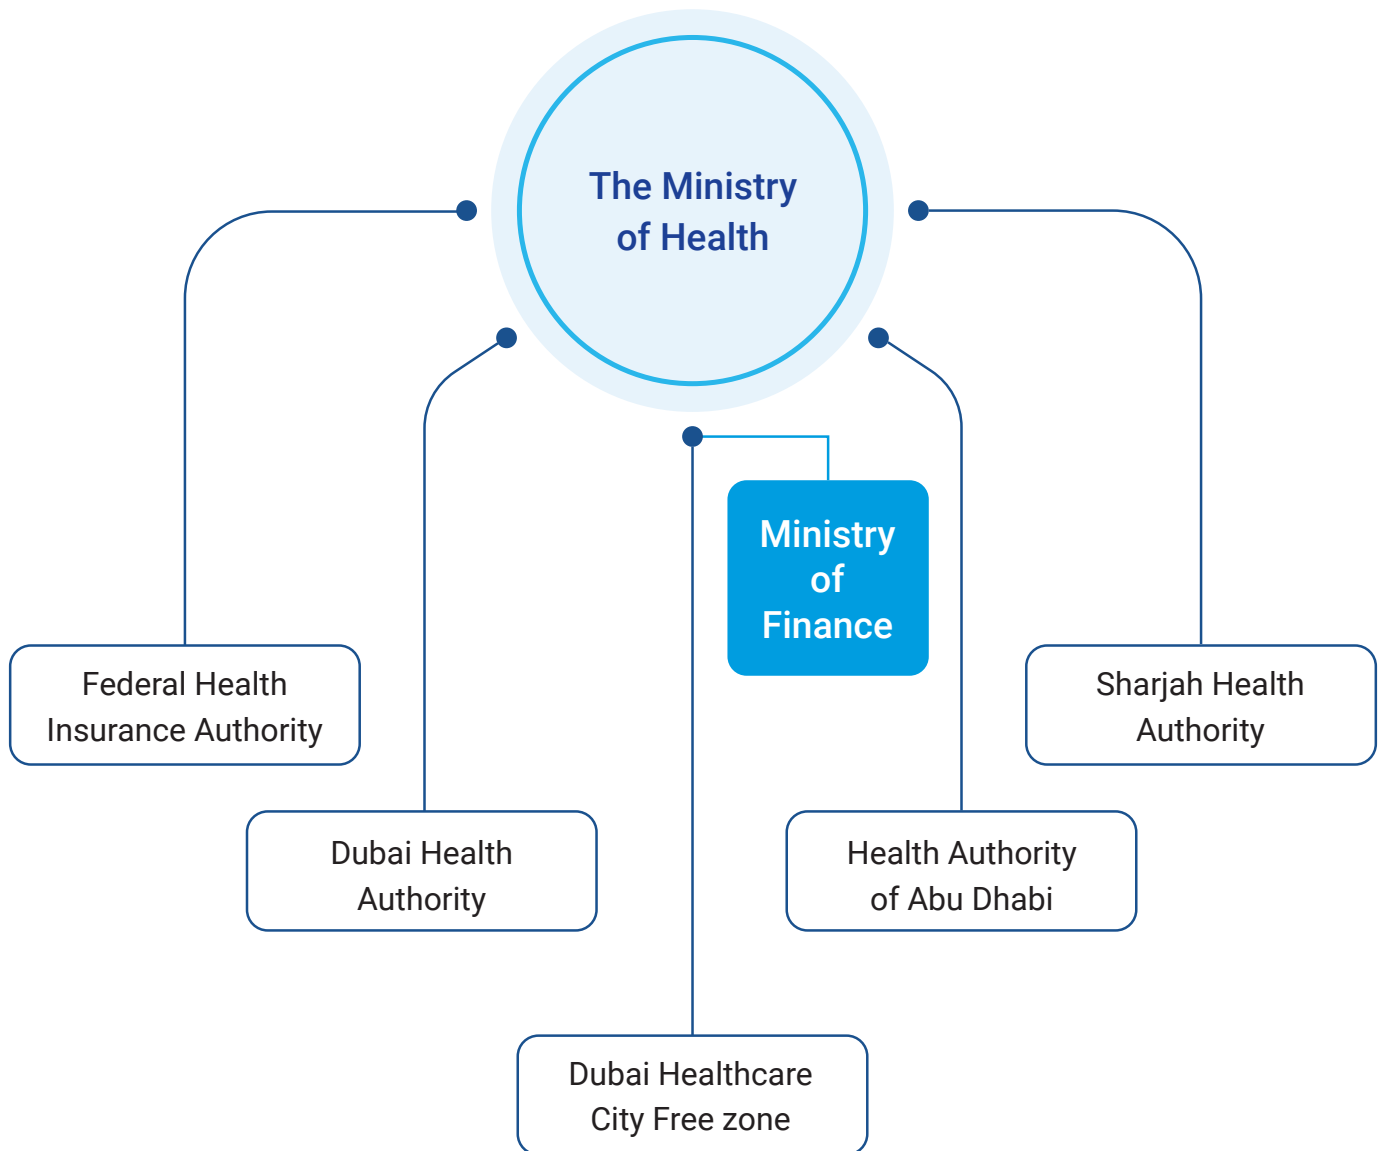 The Ministry
of Health
Ministry
of
Finance
Federal Health
Insurance Authority
Sharjah Health
Authority
Dubai Health
Authority
Health Authority
of Abu Dhabi
Dubai Healthcare
City Free zone